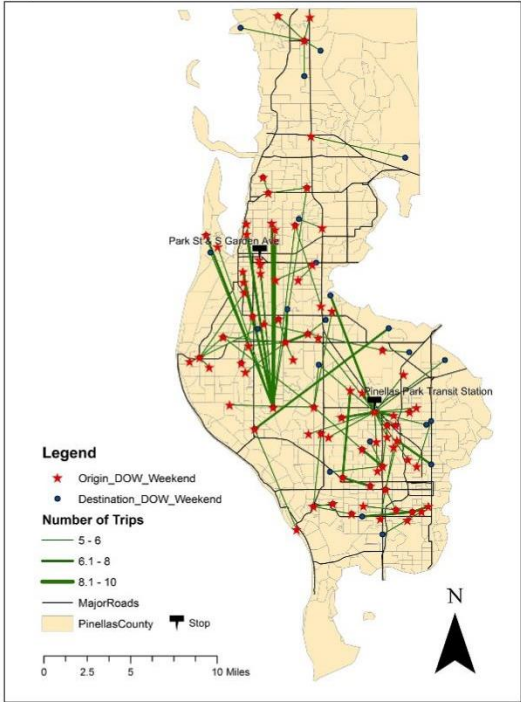 Park St & S Garden Ave
Pinellas Park Transit Station
Legend
Origin_DOW_Weekend
Destination_DOW_Weekend
Number of Trips
5 - 6
6.1 - 8
8.1 - 10
MajorRoads
PinellasCounty Stop
0 2.5 5 10 Miles
N